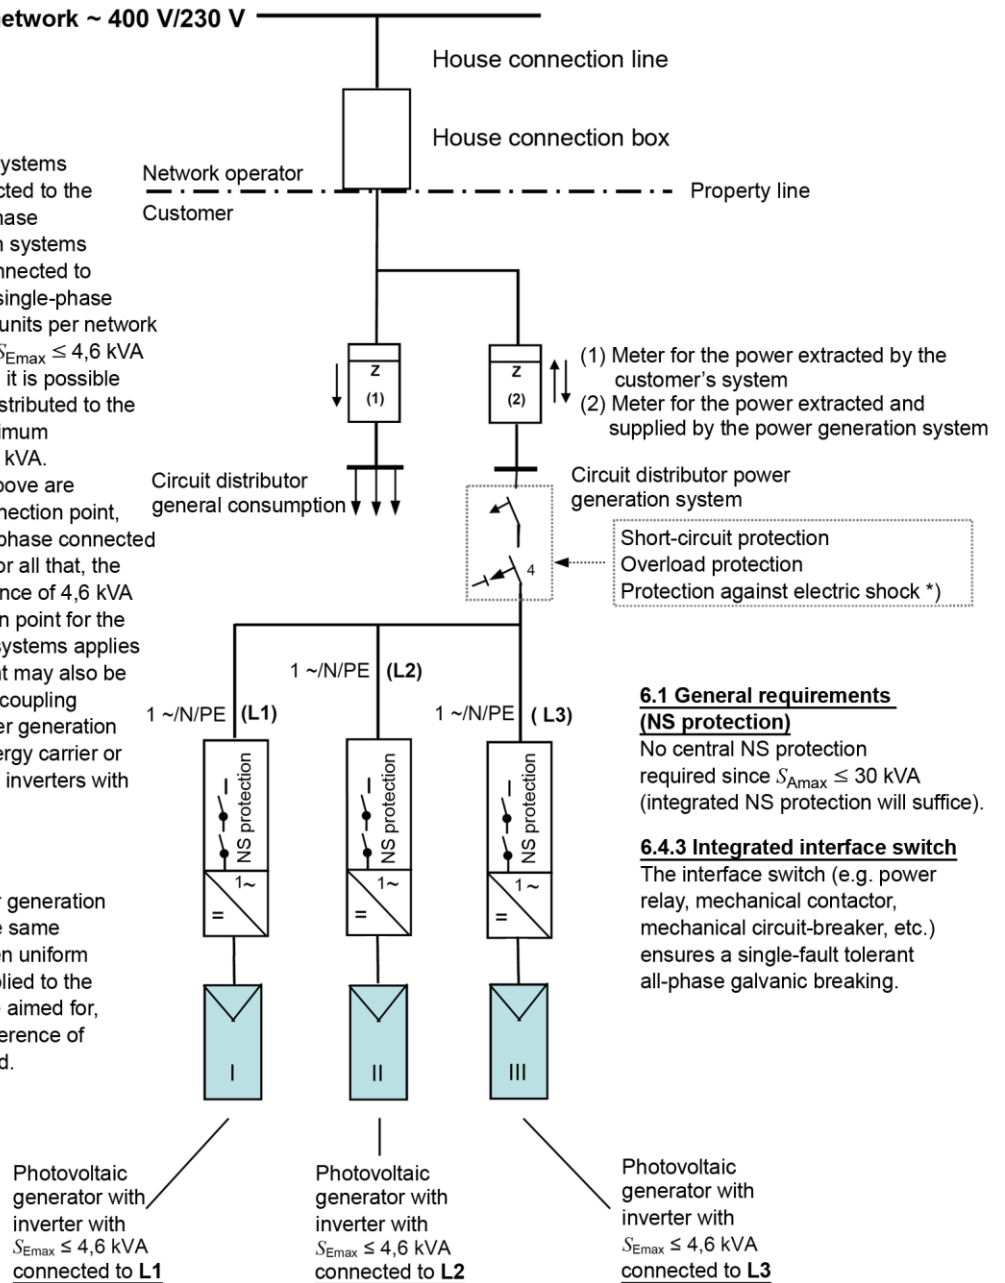 network ~ 400 V/230 V
House connection line
House connection box
Network operator
Property line
Customer
systems
cted to the
hase
n systems
nnected to
single-phase
units per network
SEmax ≤ 4,6 kVA
it is possible
stributed to the
imum
kVA.
bove are
nection point,
phase connected
or all that, the
nce of 4,6 kVA
n point for the
systems applies
nt may also be
coupling
er generation
ergy carrier or
inverters with
r generation
e same
en uniform
plied to the
e aimed for,
erence of
d.
Z
(1)
Z
(2)
(1) Meter for the power extracted by the
customer's system
(2) Meter for the power extracted and
supplied by the power generation system
Circuit distributor
general consumption
Circuit distributor power
generation system
4
Short-circuit protection
Overload protection
Protection against electric shock *)
1 ~/N/PE (L1)
1 ~/N/PE (L2)
1 ~/N/PE ( L3)
NS protection
NS protection
NS protection
1~
=
1~
=
1~
=
I
II
III
6.1 General requirements
(NS protection)
No central NS protection
required since SAmax ≤ 30 kVA
(integrated NS protection will suffice).
6.4.3 Integrated interface switch
The interface switch (e.g. power
relay, mechanical contactor,
mechanical circuit-breaker, etc.)
ensures a single-fault tolerant
all-phase galvanic breaking.
Photovoltaic
generator with
inverter with
SEmax ≤ 4,6 kVA
connected to L1
Photovoltaic
generator with
inverter with
SEmax ≤ 4,6 kVA
connected to L2
Photovoltaic
generator with
inverter with
SEmax ≤ 4,6 kVA
connected to L3